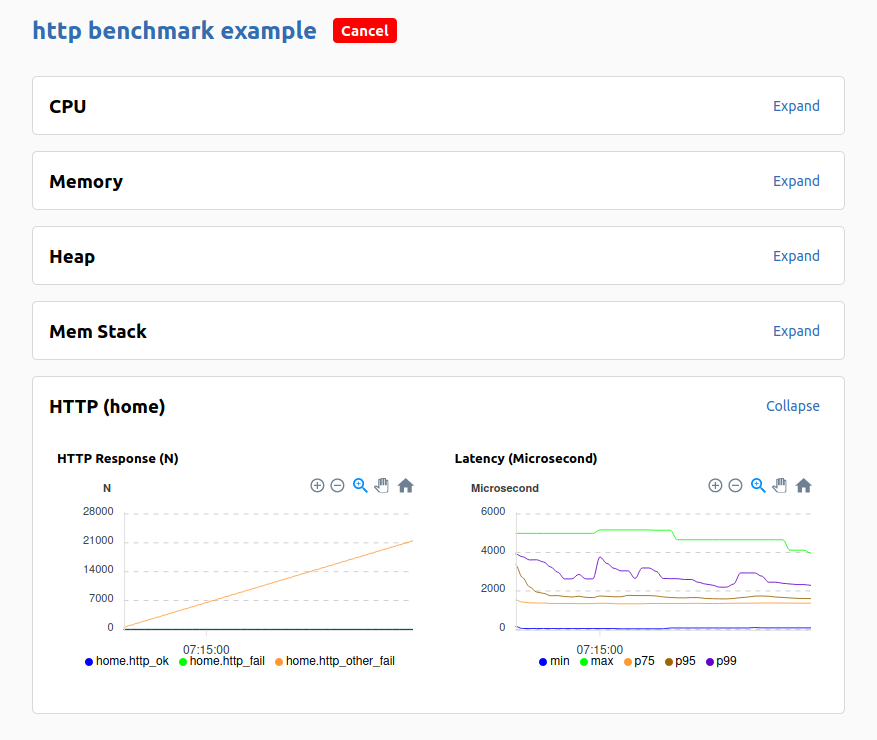 http benchmark example Cancel
CPU Expand
Memory Expand
Heap Expand
Mem Stack Expand
HTTP (home) Collapse
HTTP Response (N)
N
28000
21000
14000
7000
0
07:15:00
home.http_ok home.http_fail home.http_other_fail
Latency (Microsecond)
Microsecond
6000
4000
2000
0
07:15:00
min max p75 p95 p99